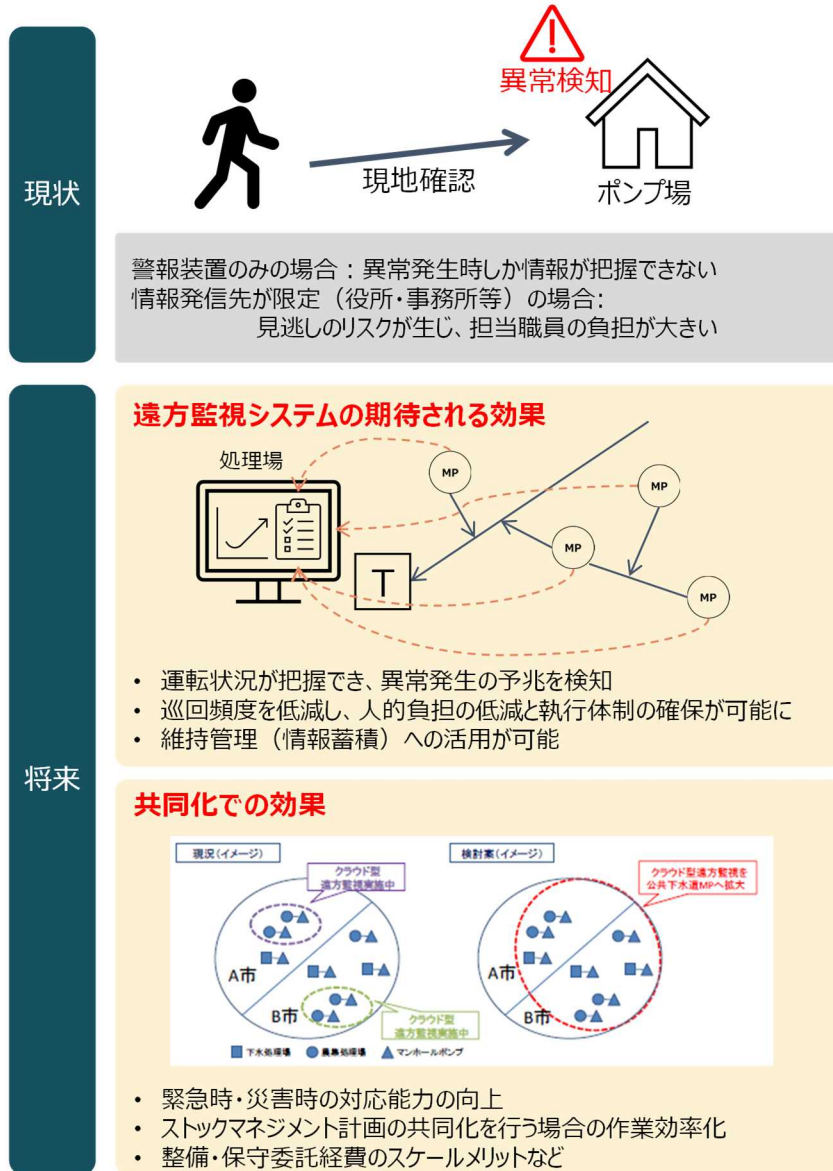 現状
異常検知
現地確認
ポンプ場
警報装置のみの場合：異常発生時しか情報が把握できない
情報発信先が限定（役所・事務所等）の場合：
見逃しのリスクが生じ、担当職員の負担が大きい
将来
遠方監視システムの期待される効果
処理場
MP
MP
MP
MP
T
• 運転状況が把握でき、異常発生の予兆を検知
• 巡回頻度を低減し、人的負担の低減と執行体制の確保が可能に
• 維持管理（情報蓄積）への活用が可能
共同化での効果
現況(イメージ)
クラウド型
遠方監視実施中
A市
B市
クラウド型
遠方監視実施中
下水処理場
農集処理場
マンホールポンプ
検討案(イメージ)
クラウド型遠方監視を
公共下水道MPへ拡大
A市
B市
• 緊急時・災害時の対応能力の向上
• ストックマネジメント計画の共同化を行う場合の作業効率化
• 整備・保守委託経費のスケールメリットなど